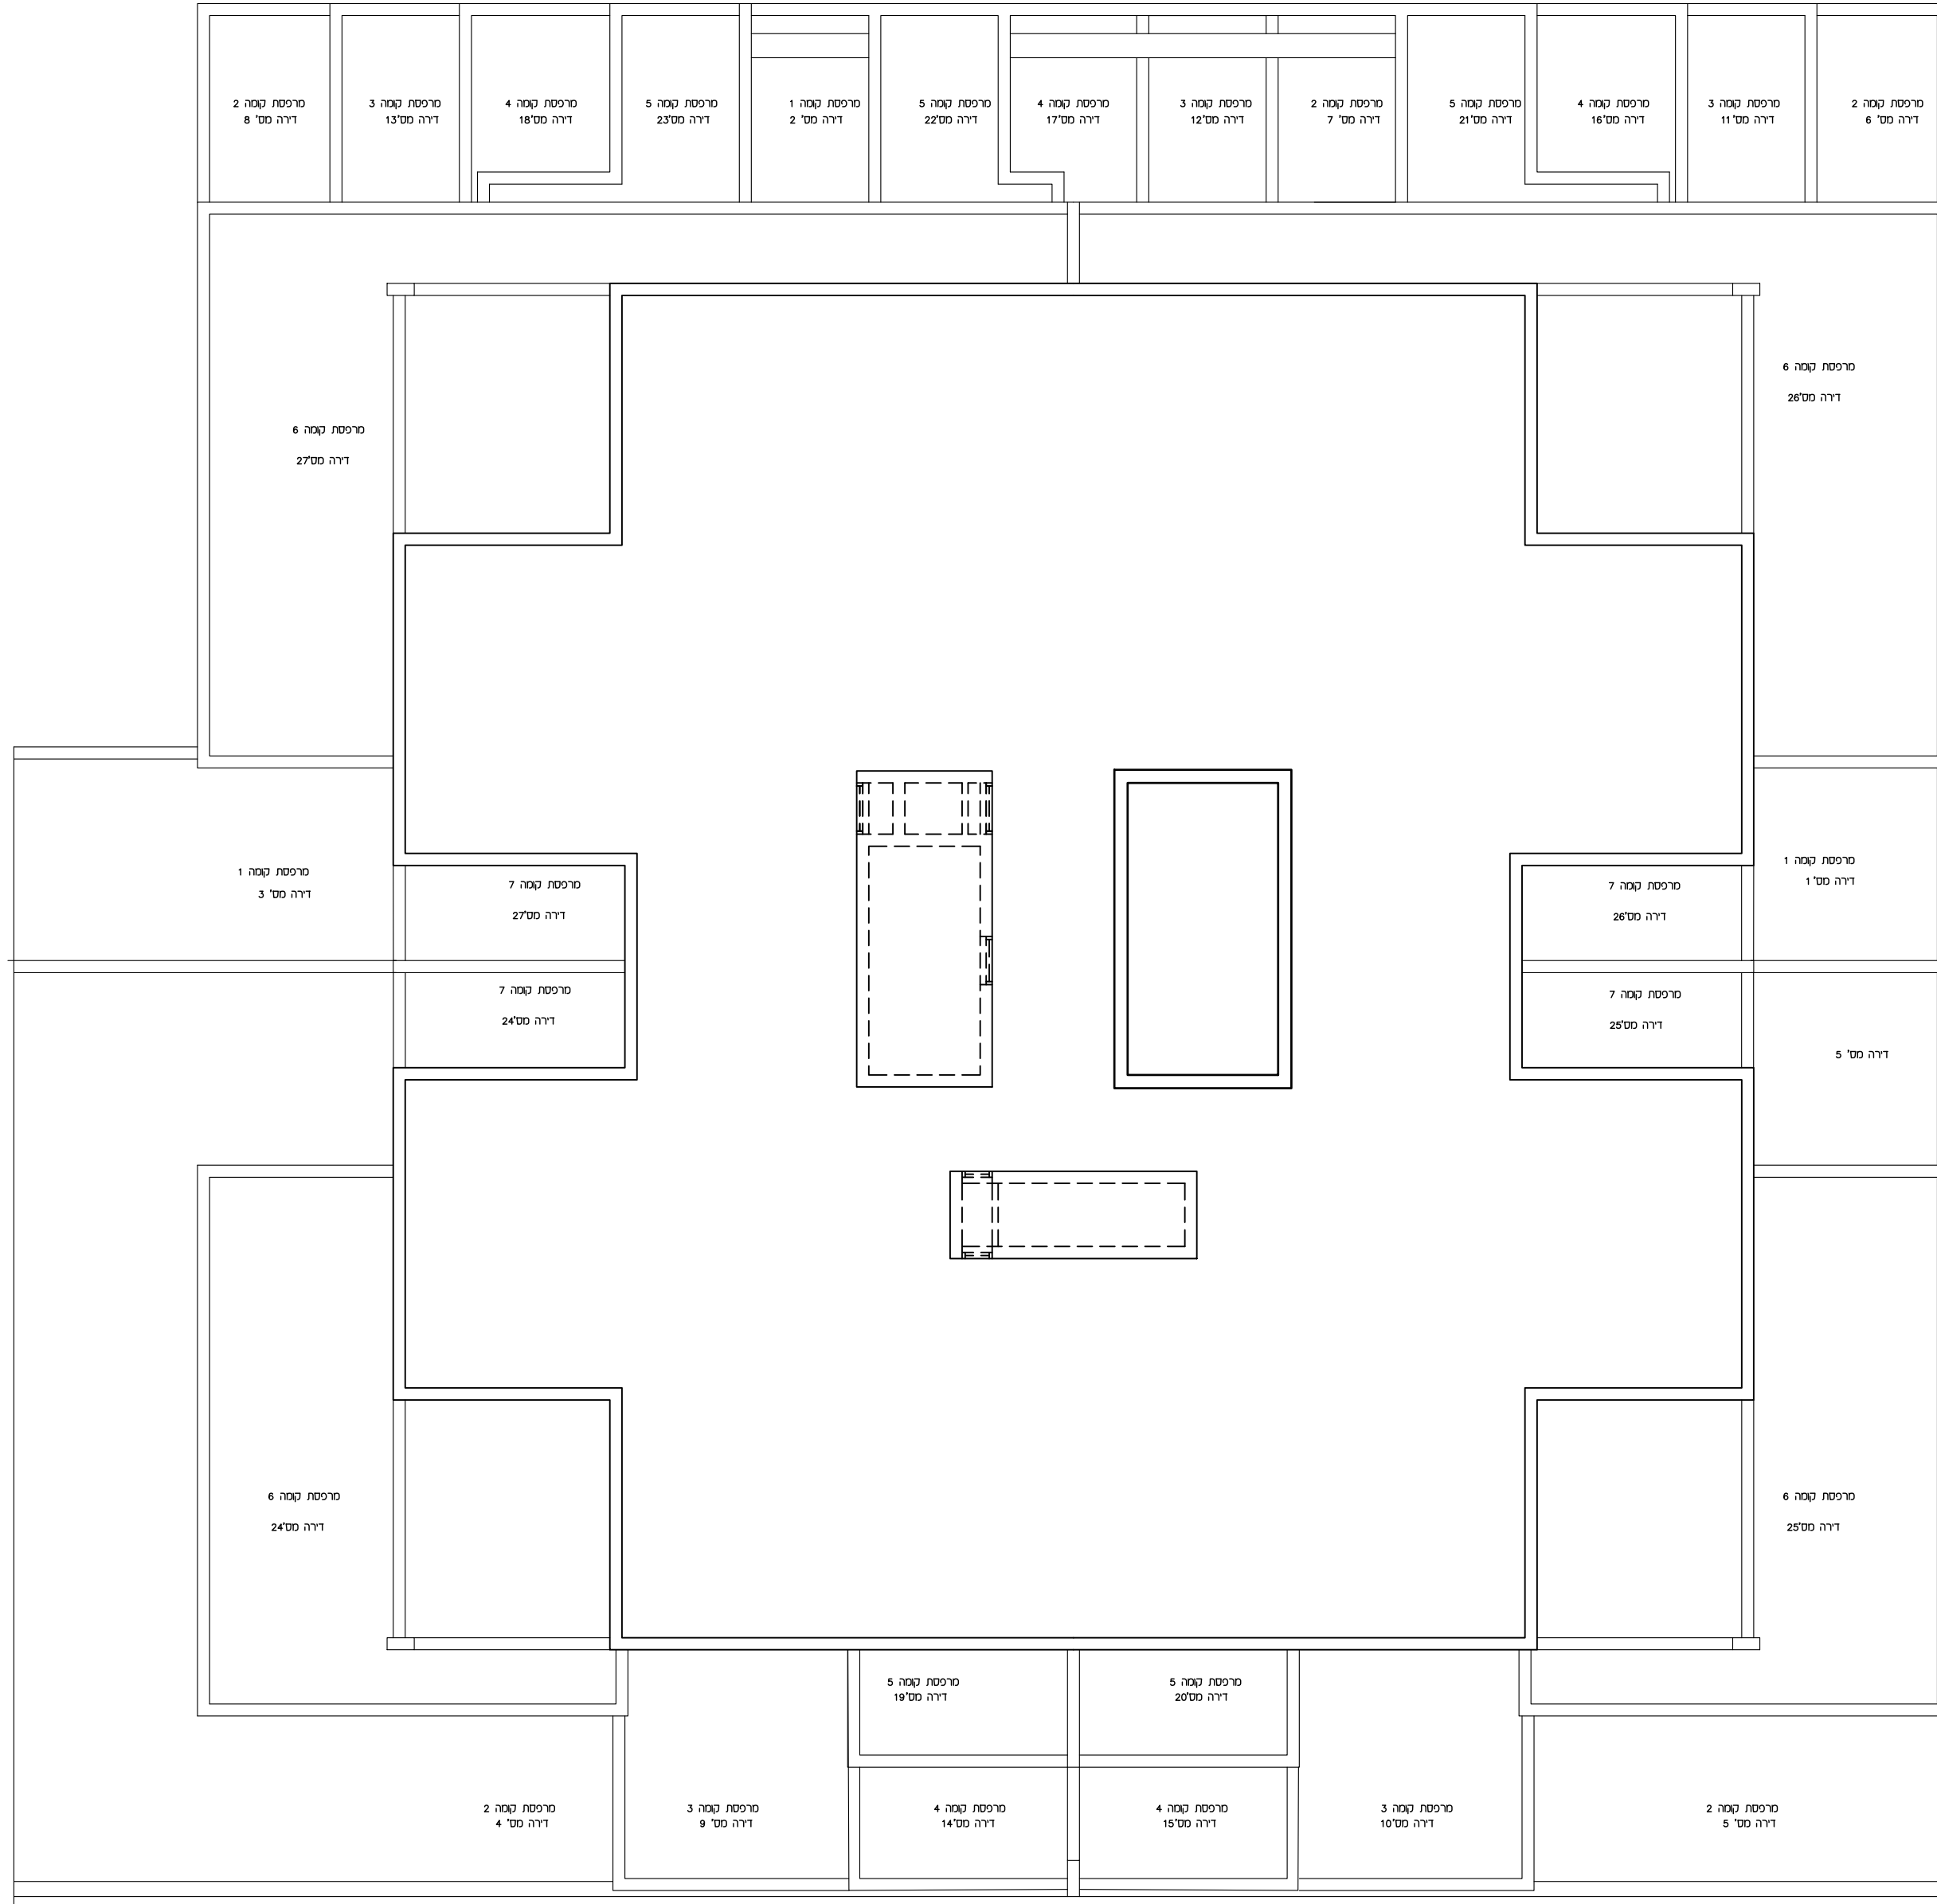 מרפסת קומה 2
דירה מס' 6
מרפסת קומה 3
דירה מס'11
מרפסת קומה 4
דירה מס'16
מרפסת קומה 5
דירה מס'21
מרפסת קומה 2
דירה מס' 7
מרפסת קומה 3
דירה מס'12
מרפסת קומה 4
דירה מס'17
מרפסת קומה 5
דירה מס'22
מרפסת קומה 1
דירה מס' 2
מרפסת קומה 5
דירה מס'23
מרפסת קומה 4
דירה מס'18
מרפסת קומה 3
דירה מס'13
מרפסת קומה 2
דירה מס' 8
מרפסת קומה 6
דירה מס'26
מרפסת קומה 6
דירה מס'27
מרפסת קומה 1
דירה מס' 1
מרפסת קומה 7
דירה מס'26
מרפסת קומה 7
דירה מס'27
מרפסת קומה 1
דירה מס' 3
מרפסת קומה 7
דירה מס'25
מרפסת קומה 7
דירה מס'24
דירה מס' 5
מרפסת קומה 6
דירה מס'25
מרפסת קומה 6
דירה מס'24
מרפסת קומה 5
דירה מס'20
מרפסת קומה 5
דירה מס'19
מרפסת קומה 2
דירה מס' 5
מרפסת קומה 3
דירה מס'10
מרפסת קומה 4
דירה מס'15
מרפסת קומה 4
דירה מס'14
מרפסת קומה 3
דירה מס' 9
מרפסת קומה 2
דירה מס' 4